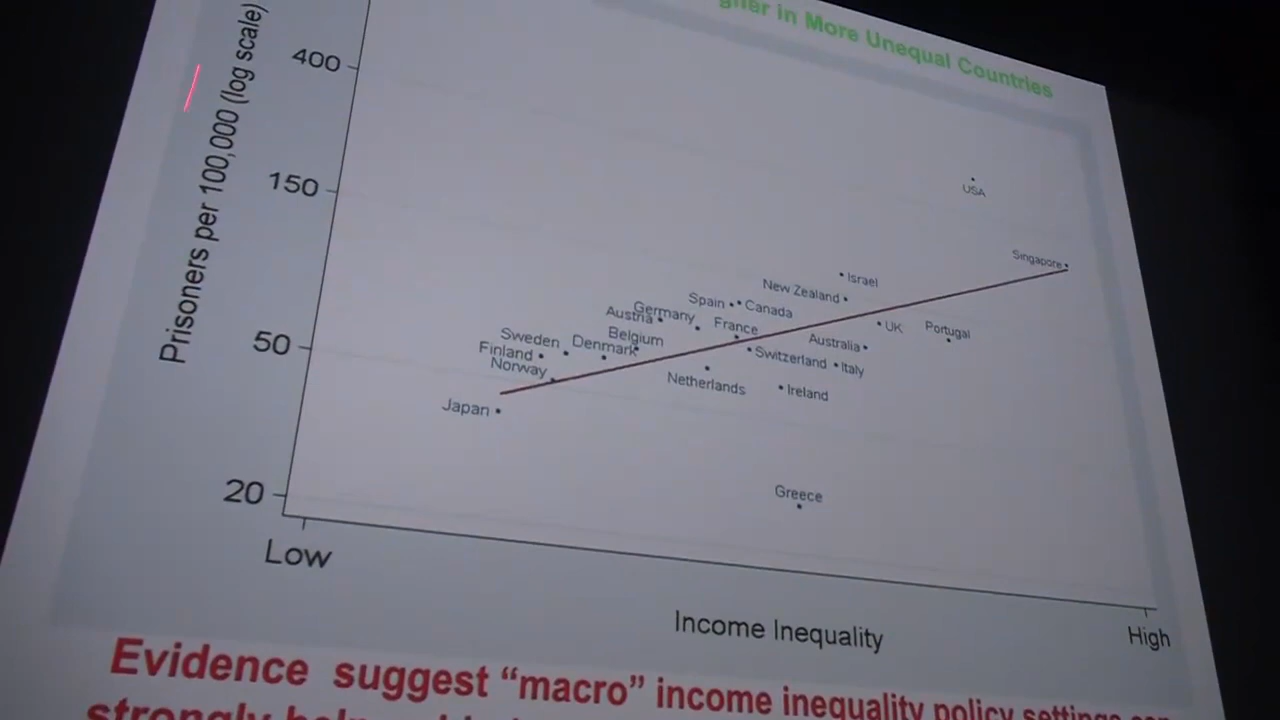 in More Unequal Countries
Prisoners per 100,000 (log scale)
400
150
50
20
USA
Singapore
Israel
New Zealand
Spain
Canada
Germany
Austria
France
UK
Portugal
Sweden
Belgium
Denmark
Australia
Finland
Switzerland
Italy
Norway
Netherlands
Ireland
Japan
Greece
Low
Income Inequality
High
Evidence suggest “macro” income inequality policy settings can
strongly